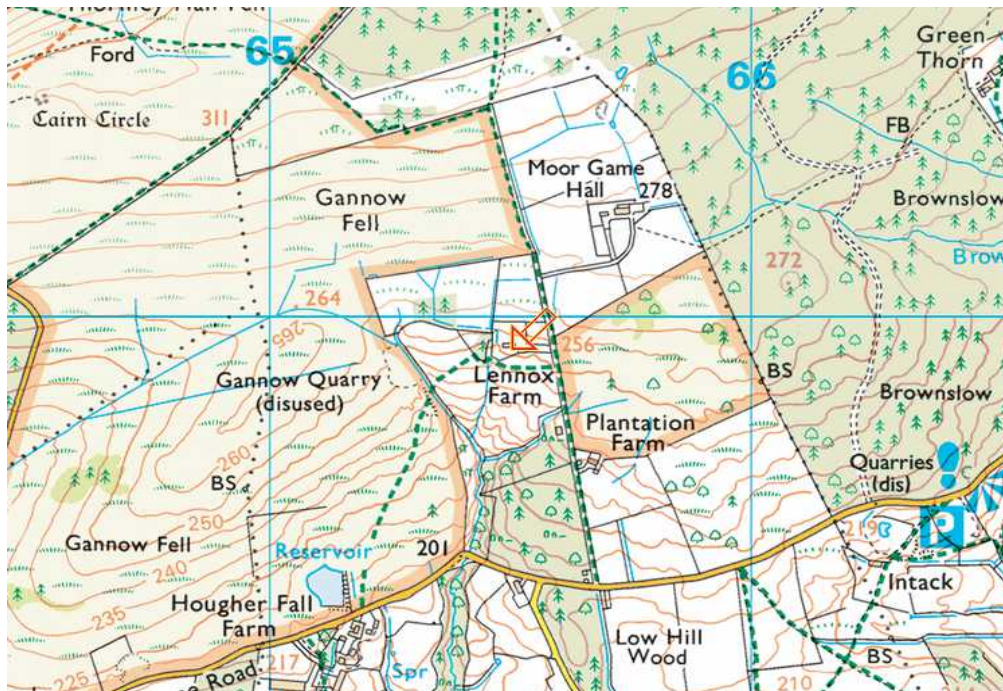 65
66
Ford
Cairn Circle
311
Green
Thorn
FB
Moor Game
Hall
278
Gannow
Fell
Brownslow
272
264
266
256
Gannow Quarry
(disused)
Lennox
Farm
BS
Brownslow
Plantation
Farm
260
BS
250
Quarries
(dis)
Gannow Fell
240
Reservoir
201
219
P
Intack
235
Hougher Fall
Farm
217
Low Hill
Wood
BS
225
Spr
Road
210